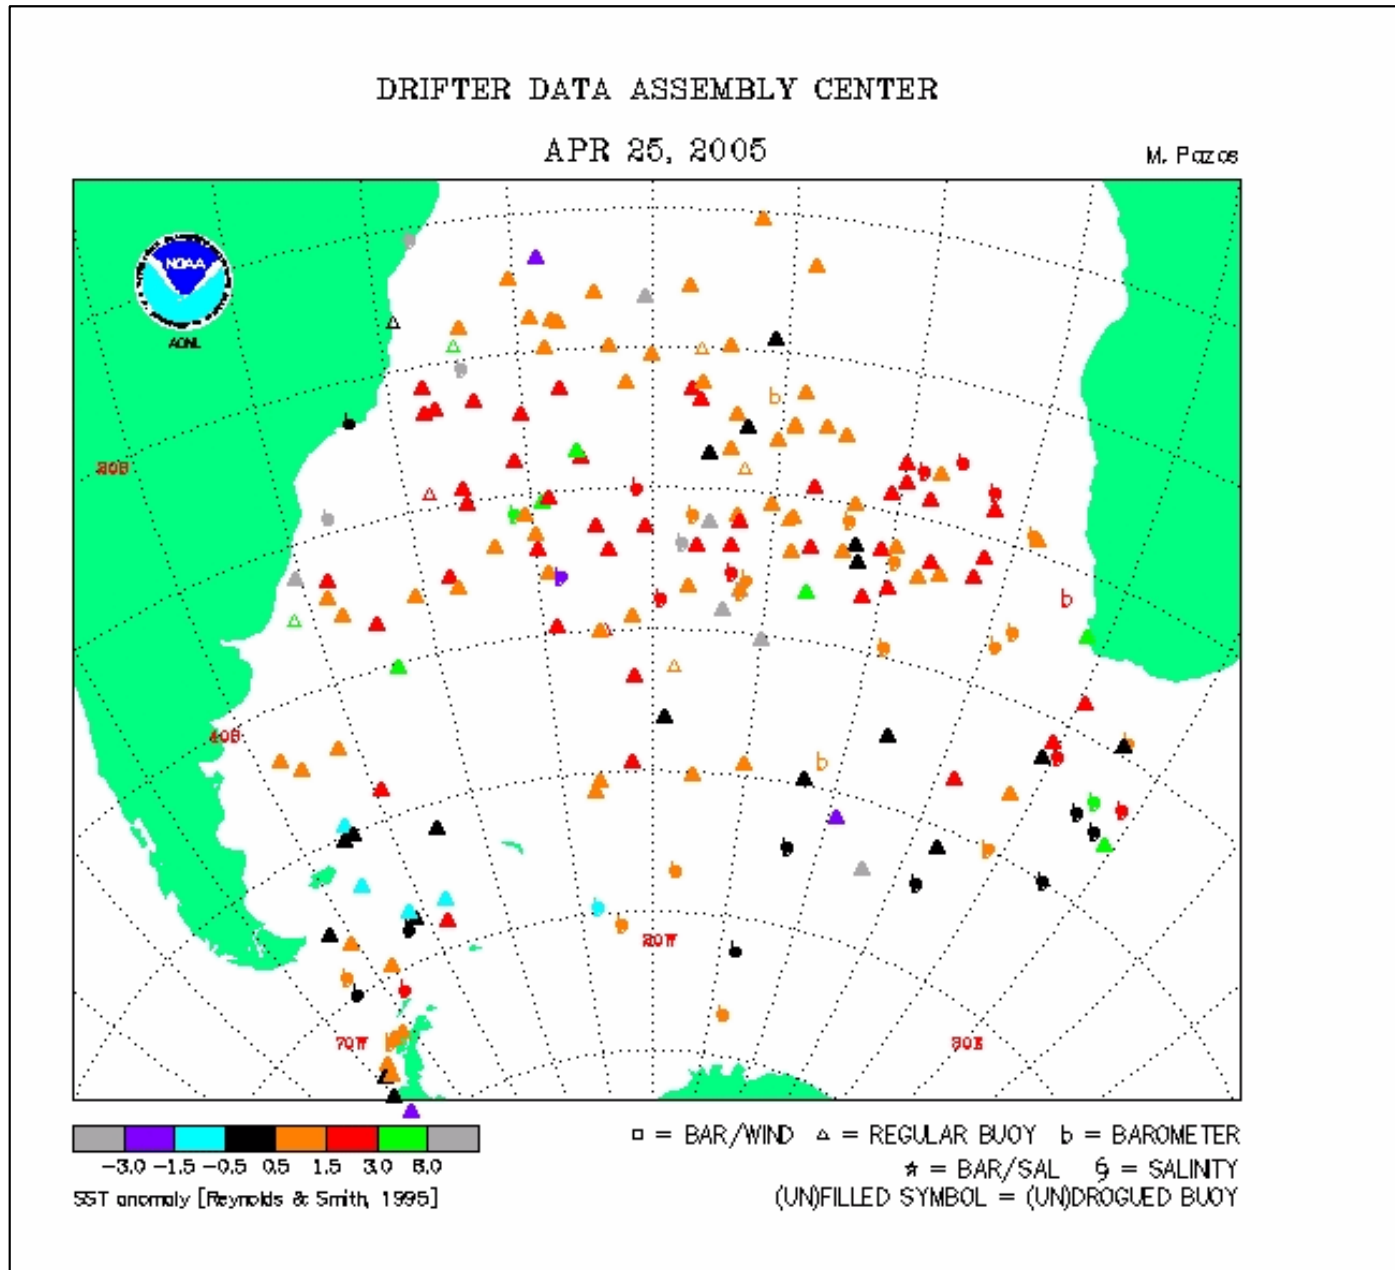 DRIFTER DATA ASSEMBLY CENTER
APR 25, 2005
M. Pazos
NOAA
AOML
20S
40S
20W
70W
30E
-3.0 -1.5 -0.5 0.5 1.5 3.0 6.0
SST anomaly [Reynolds & Smith, 1995]
□ = BAR/WIND △ = REGULAR BUOY b = BAROMETER
☆ = BAR/SAL § = SALINITY
(UN)FILLED SYMBOL = (UN)DROGUED BUOY